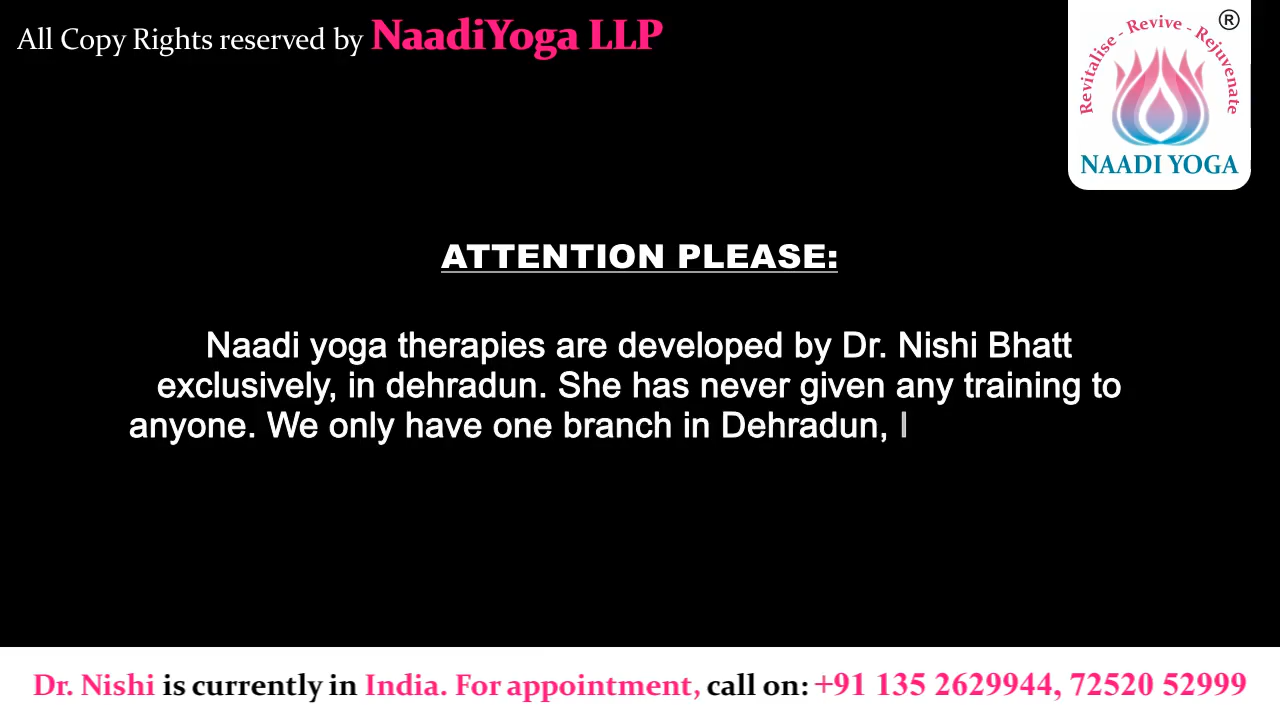 All Copy Rights reserved by NaadiYoga LLP
®
Revitalise - Revive - Rejuvenate
NAADI YOGA
ATTENTION PLEASE:
Naadi yoga therapies are developed by Dr. Nishi Bhatt
exclusively, in dehradun. She has never given any training to
anyone. We only have one branch in Dehradun, I
Dr. Nishi is currently in India. For appointment, call on: +91 135 2629944, 72520 52999